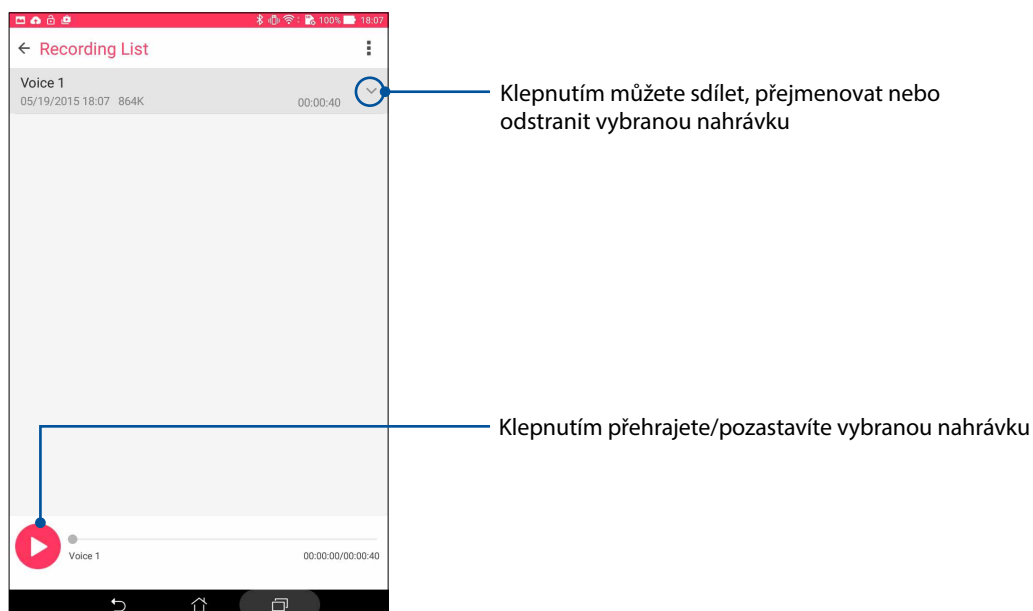 100% 18:07
Recording List
Voice 1
05/19/2015 18:07 864K 00:00:40
Klepnutím můžete sdílet, přejmenovat nebo
odstranit vybranou nahrávku
Klepnutím přehrajete/pozastavíte vybranou nahrávku
Voice 1 00:00:00/00:00:40